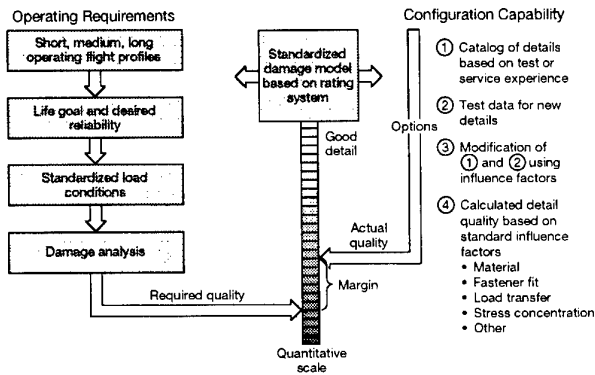 Operating Requirements
Short, medium, long
operating flight profiles
Life goal and desired
reliability
Standardized load
conditions
Damage analysis
Required quality
Standardized
damage model
based on rating
system
Good
detail
Actual
quality
Margin
Quantitative
scale
Configuration Capability
Options
1 Catalog of details
based on test or
service experience
2 Test data for new
details
3 Modification of
1 and 2 using
influence factors
4 Calculated detail
quality based on
standard influence
factors
• Material
• Fastener fit
• Load transfer
• Stress concentration
• Other